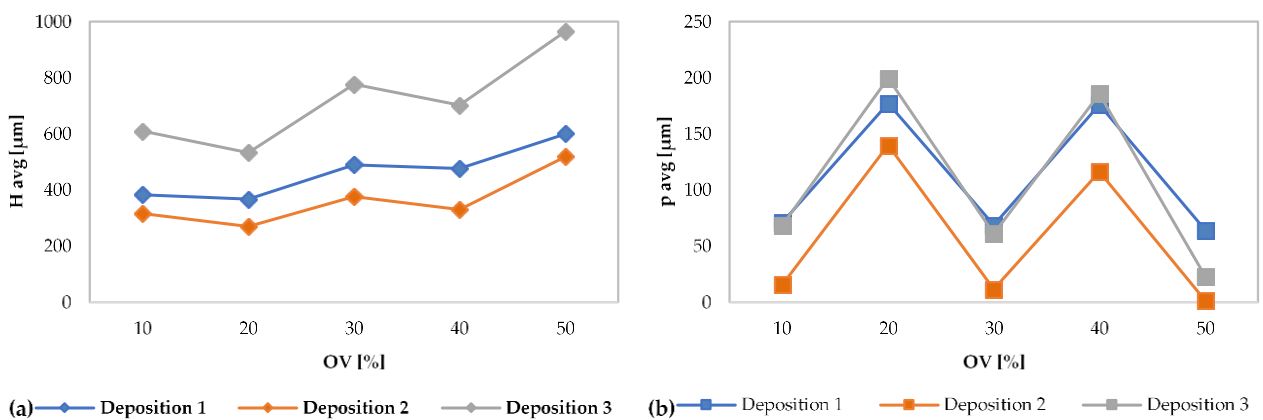 1000
800
600
400
200
0
H avg [µm]
10 20 30 40 50
OV [%]
(a) Deposition 1 Deposition 2 Deposition 3
250
200
150
100
50
0
p avg [µm]
10 20 30 40 50
OV [%]
(b) Deposition 1 Deposition 2 Deposition 3